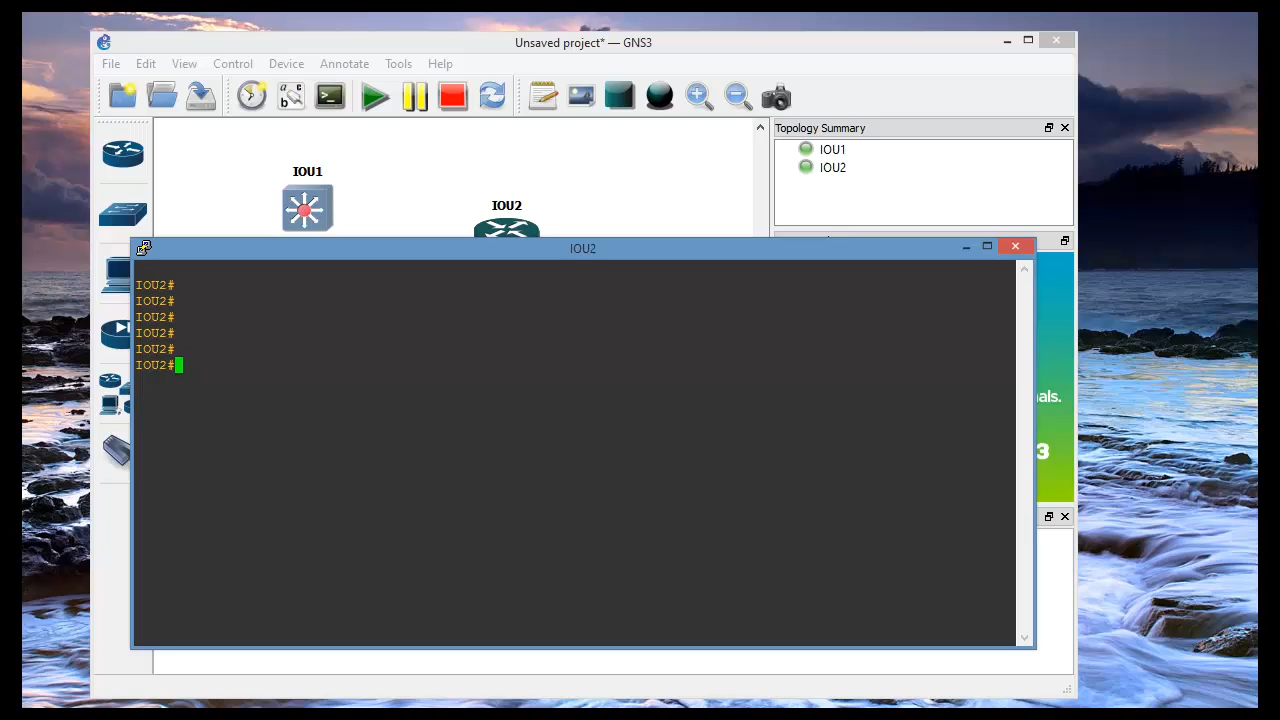 Unsaved project* — GNS3
File Edit View Control Device Annotate Tools Help
Topology Summary
IOU1
IOU2
IOU1
IOU2
IOU2
IOU2#
IOU2#
IOU2#
IOU2#
IOU2#
IOU2#
als.
3